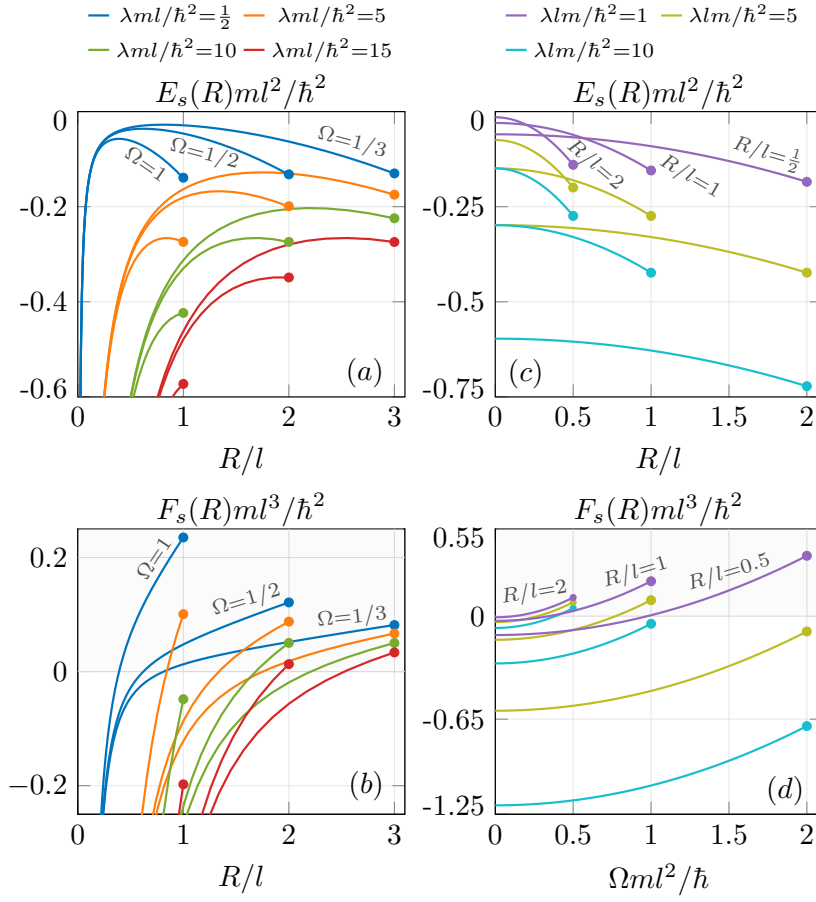 λml/ħ²=½ λml/ħ²=5
λml/ħ²=10 λml/ħ²=15
λlm/ħ²=1 λlm/ħ²=5
λlm/ħ²=10
E_s(R)ml²/ħ²
0
-0.2
-0.4
-0.6
Ω=1
Ω=1/2
Ω=1/3
(a)
0 1 2 3
R/l
E_s(R)ml²/ħ²
0
-0.25
-0.5
-0.75
R/l=2
R/l=1
R/l=½
(c)
0 0.5 1 1.5 2
R/l
F_s(R)ml³/ħ²
0.2
0
−0.2
Ω=1
Ω=1/2
Ω=1/3
(b)
0 1 2 3
R/l
F_s(R)ml³/ħ²
0.55
0
-0.65
-1.25
R/l=2
R/l=1
R/l=0.5
(d)
0 0.5 1 1.5 2
Ωml²/ħ